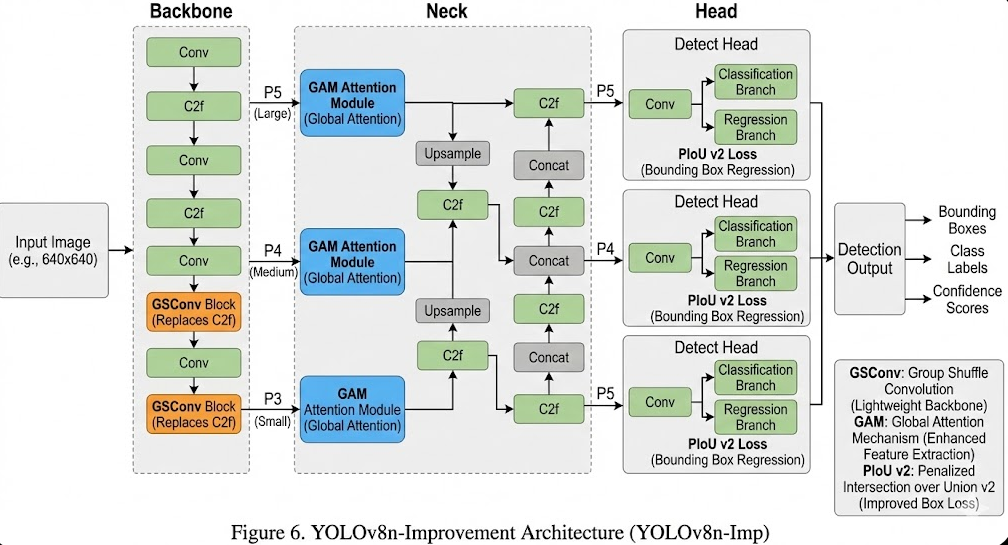 Backbone
Neck
Head
Input Image
(e.g., 640x640)
Conv
C2f
Conv
C2f
Conv
GSConv Block
(Replaces C2f)
Conv
GSConv Block
(Replaces C2f)
P5
(Large)
P4
(Medium)
P3
(Small)
GAM Attention
Module
(Global Attention)
GAM Attention
Module
(Global Attention)
GAM
Attention Module
(Global Attention)
Upsample
C2f
Upsample
C2f
C2f
Concat
C2f
Concat
C2f
Concat
C2f
P5
P4
P5
Detect Head
Conv
Classification
Branch
Regression
Branch
PIoU v2 Loss
(Bounding Box Regression)
Detect Head
Conv
Classification
Branch
Regression
Branch
PIoU v2 Loss
(Bounding Box Regression)
Detect Head
Conv
Classification
Branch
Regression
Branch
PIoU v2 Loss
(Bounding Box Regression)
Detection
Output
Bounding
Boxes
Class
Labels
Confidence
Scores
GSConv: Group Shuffle
Convolution
(Lightweight Backbone)
GAM: Global Attention
Mechanism (Enhanced
Feature Extraction)
PIoU v2: Penalized
Intersection over Union v2
(Improved Box Loss)
Figure 6. YOLOv8n-Improvement Architecture (YOLOv8n-Imp)